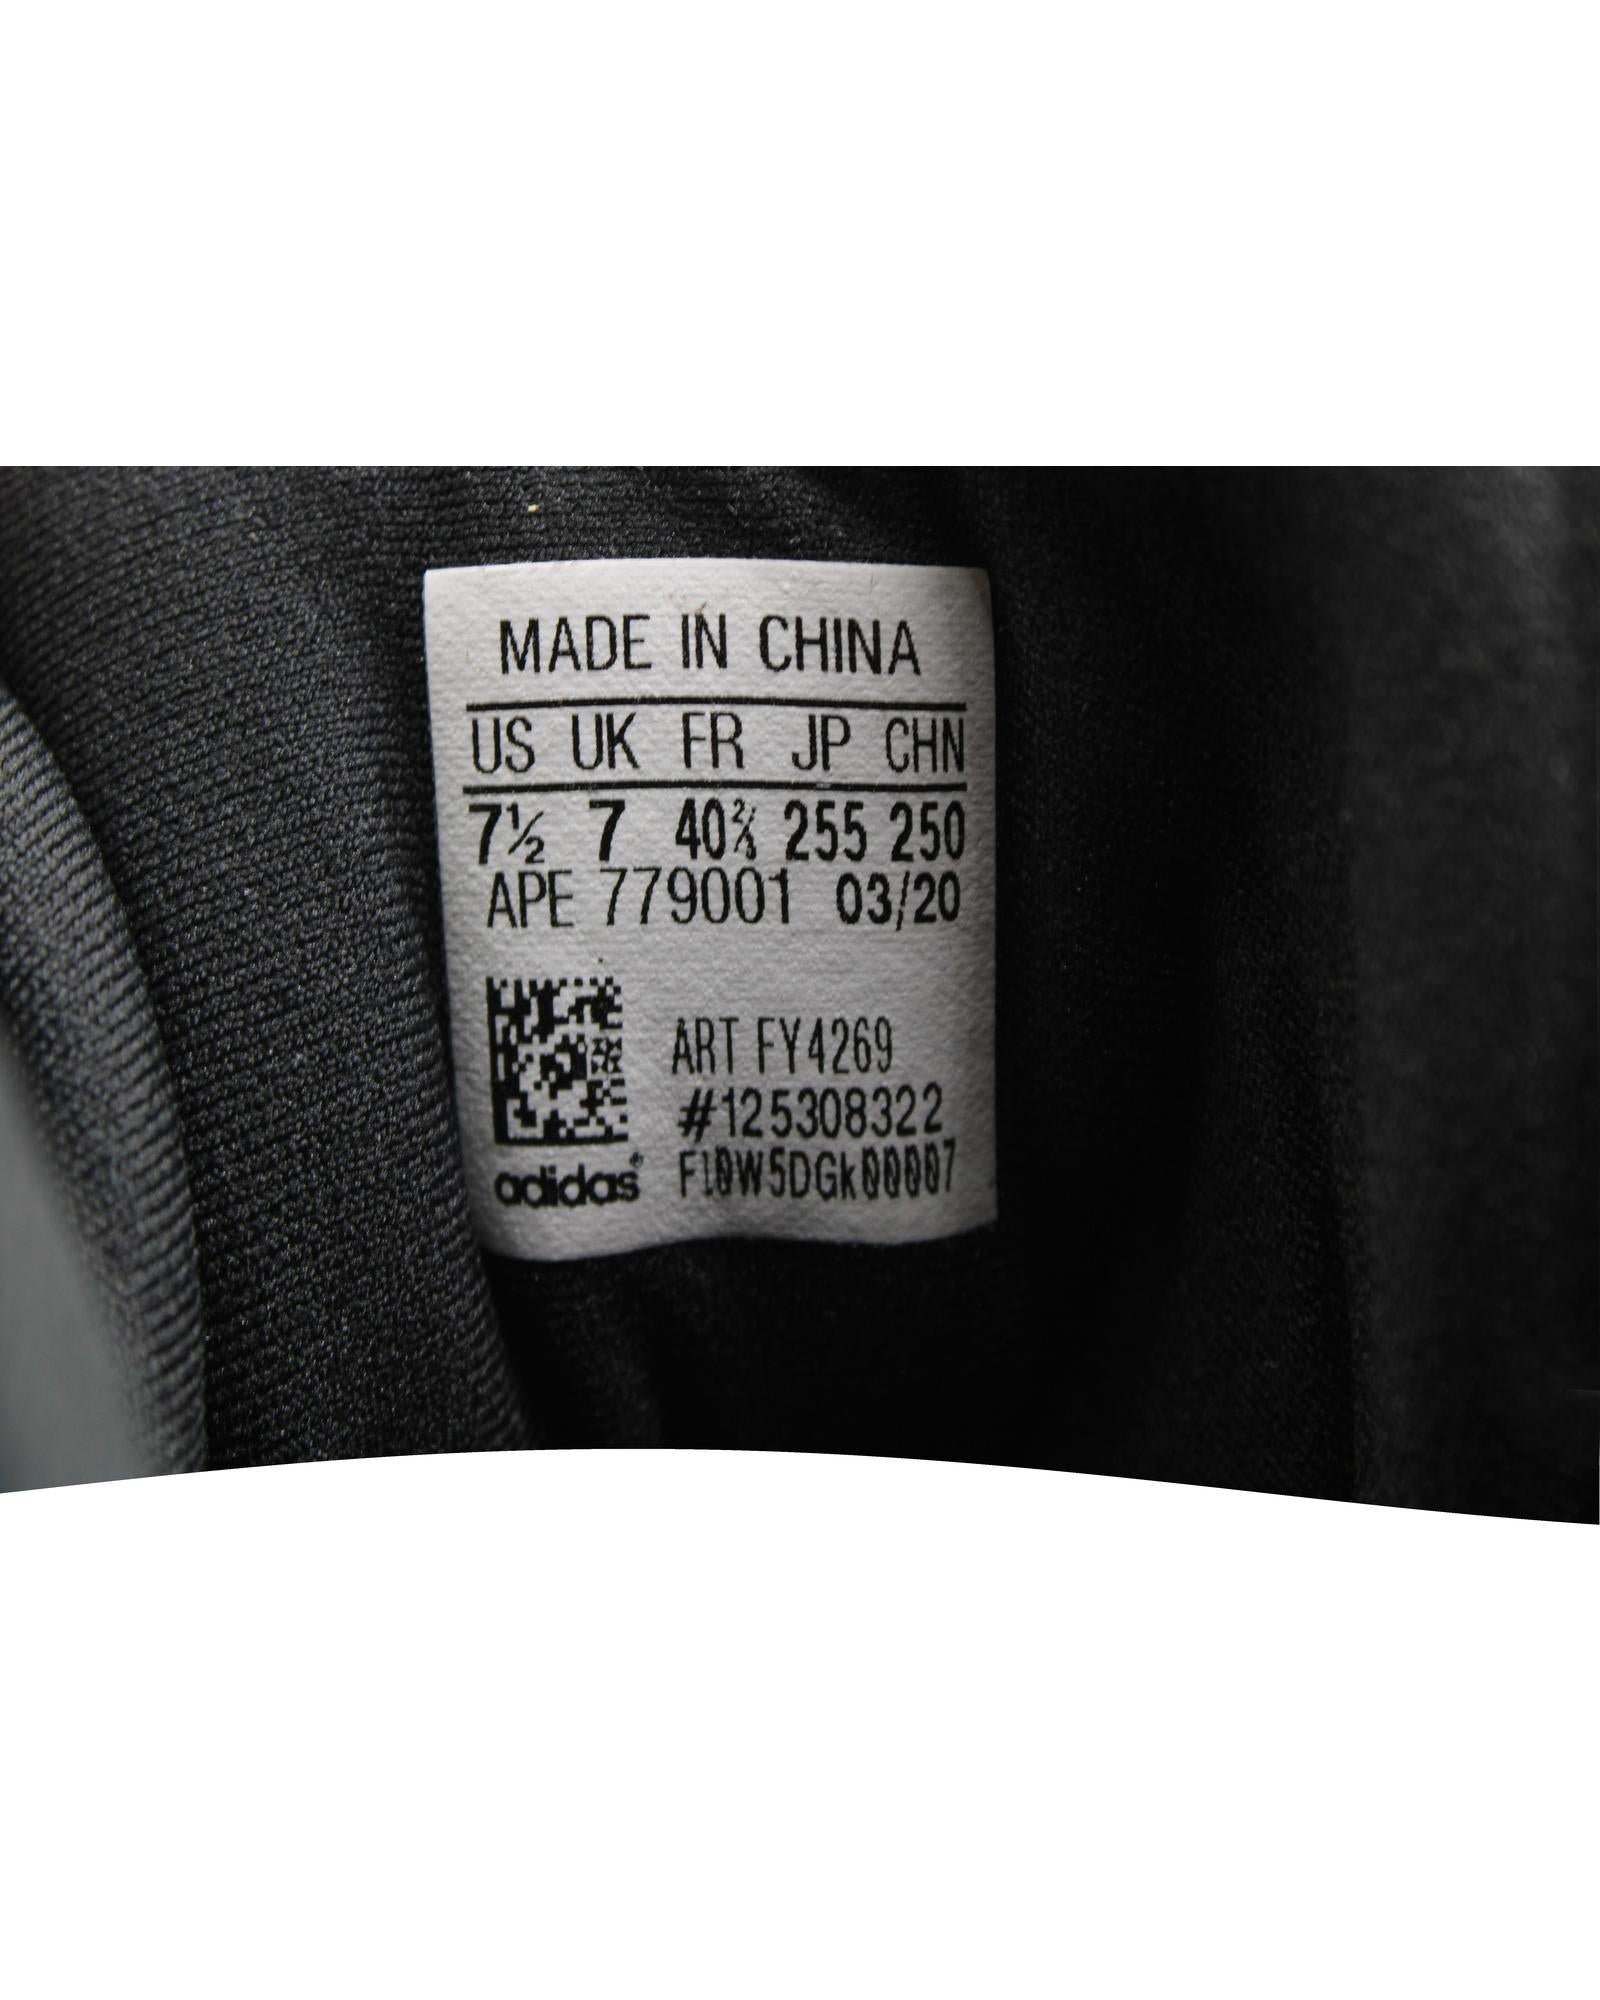 MADE IN CHINA
US UK FR JP CHN
7½ 7 40⅔ 255 250
APE 779001 03/20
ART FY4269
#125308322
F10W5DGk00007
adidas®